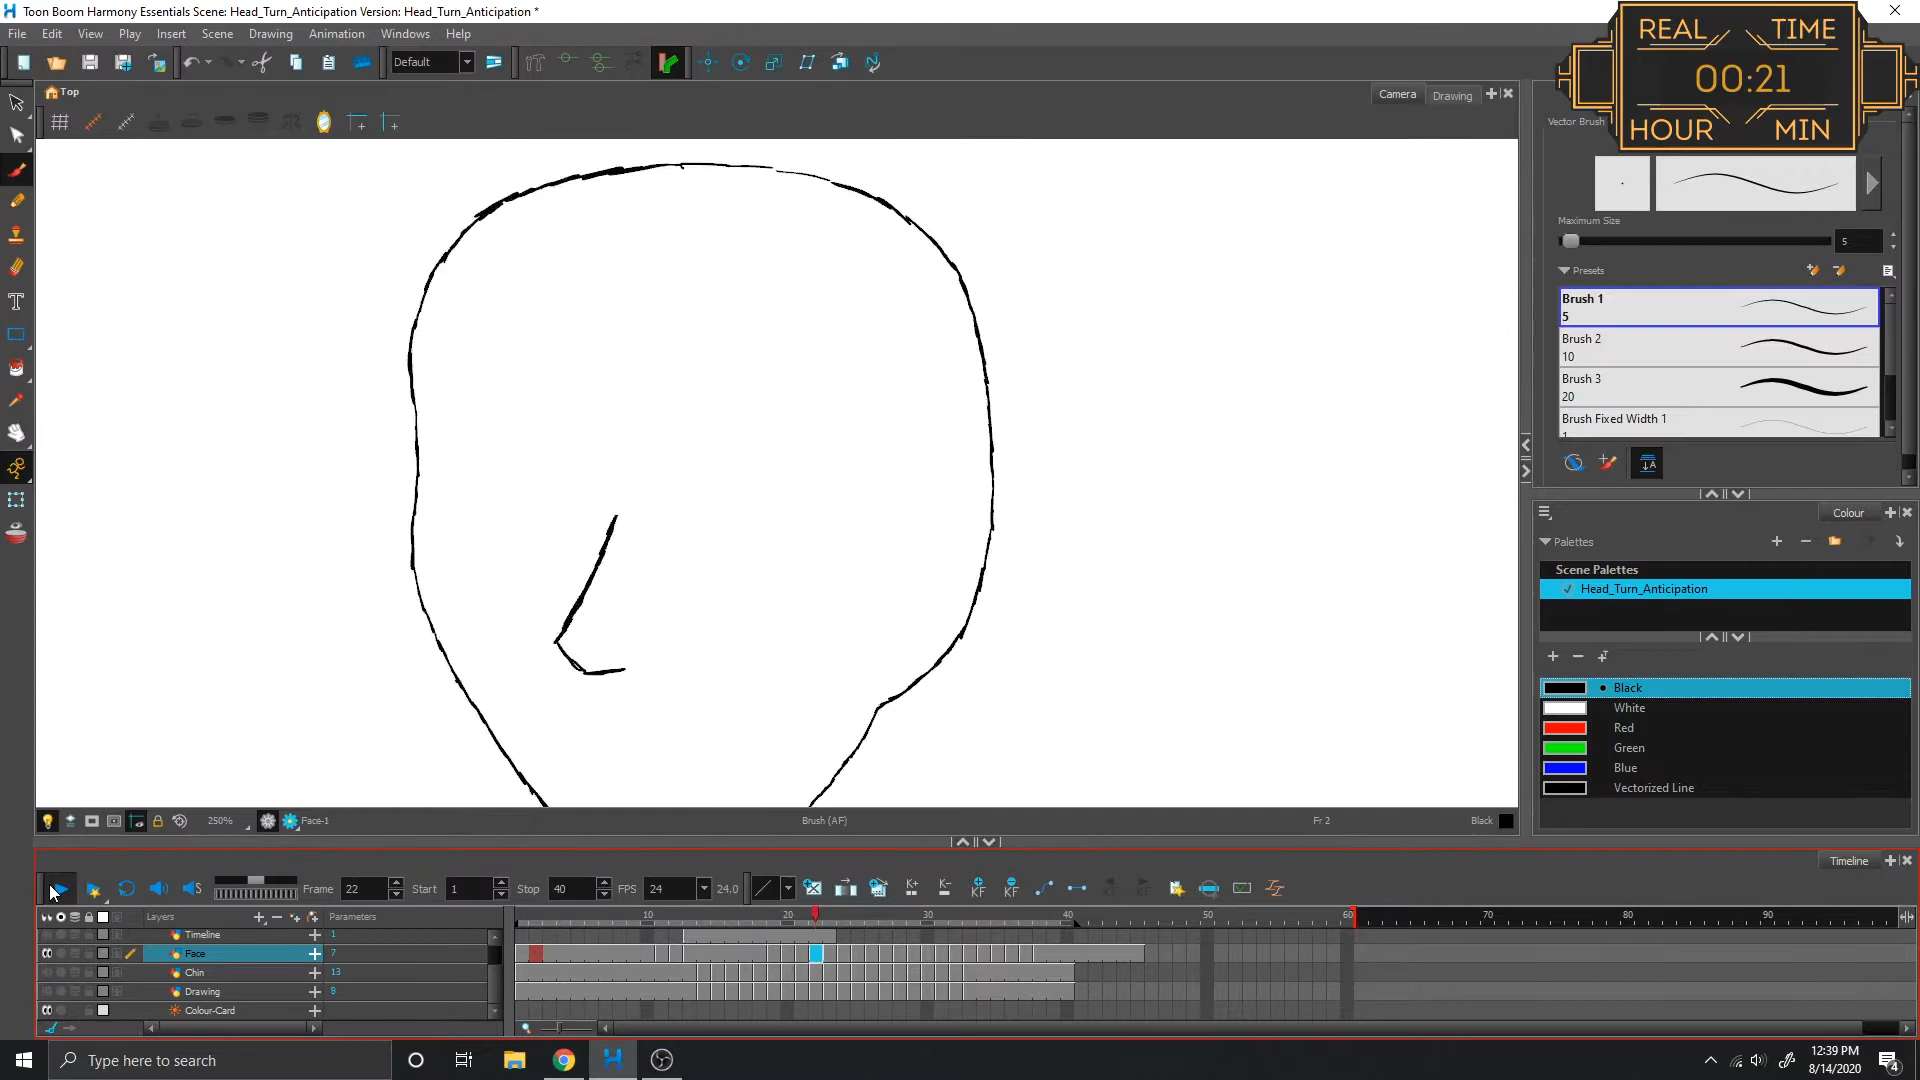 Toon Boom Harmony Essentials Scene: Head_Turn_Anticipation Version: Head_Turn_Anticipation *
File Edit View Play Insert Scene Drawing Animation Windows Help
Default
REAL TIME
00:21
HOUR MIN
Top
Camera Drawing
Vector Brush
Maximum Size
5
Presets
Brush 1
5
Brush 2
10
Brush 3
20
Brush Fixed Width 1
Colour
Palettes
Scene Palettes
Head_Turn_Anticipation
Black
White
Red
Green
Blue
Vectorized Line
250% Face-1 Brush (AF) Fr 2 Black
Timeline
Frame 22 Start 1 Stop 40 FPS 24 24.0
Layers Parameters 10 20 30 40 50 60 70 80 90
Timeline 1
Face 7
Chin 13
Drawing 8
Colour-Card
Type here to search
12:39 PM
8/14/2020
4